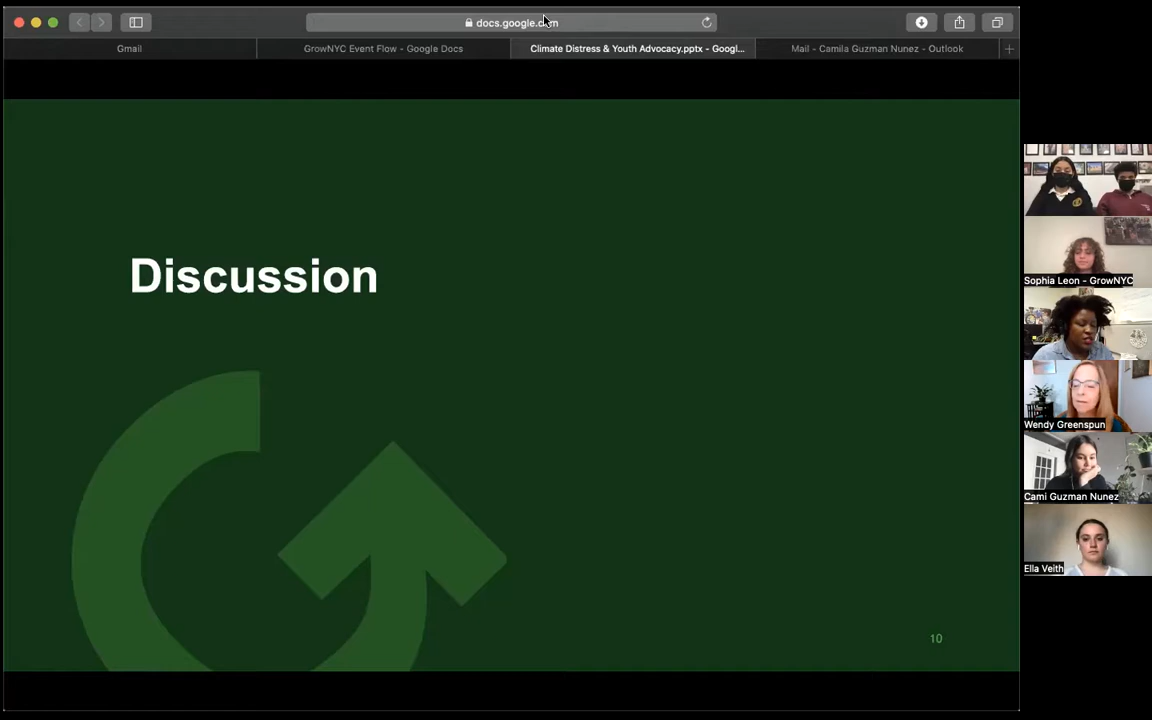 docs.google.com
Gmail
GrowNYC Event Flow - Google Docs
Climate Distress & Youth Advocacy.pptx - Googl...
Mail - Camila Guzman Nunez - Outlook
Discussion
10
Sophia Leon - GrowNYC
Wendy Greenspun
Cami Guzman Nunez
Ella Veith